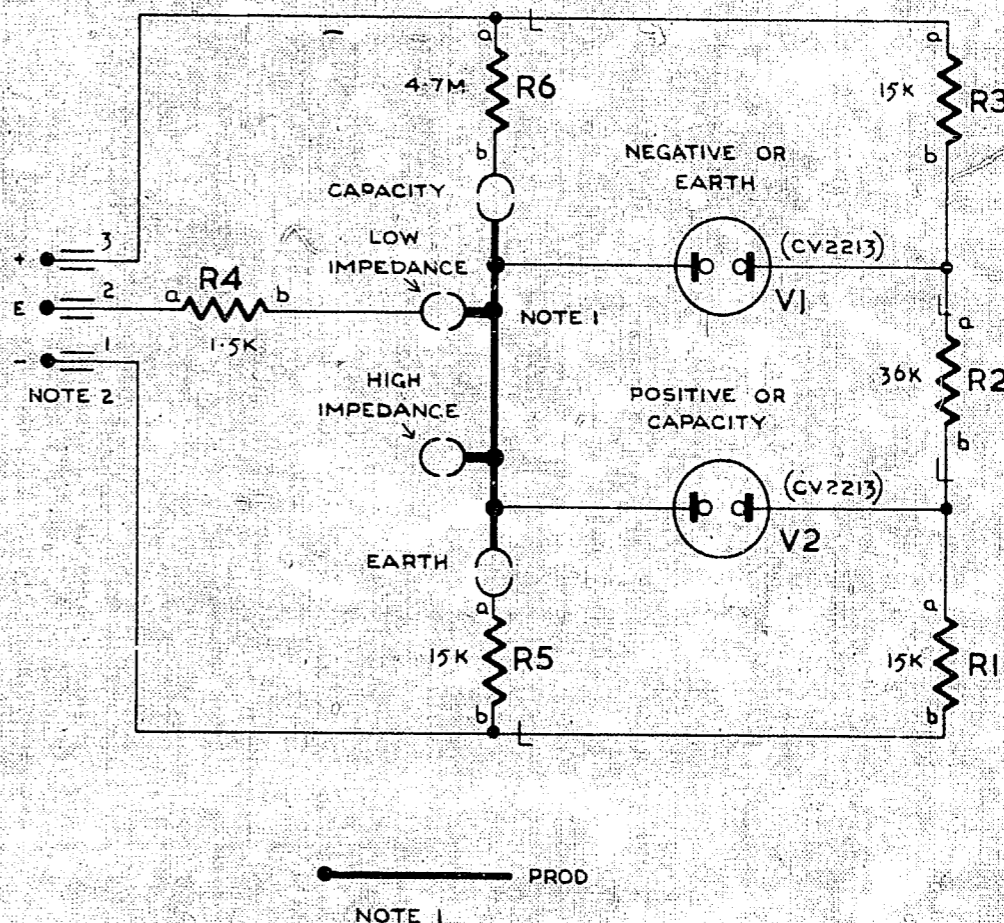 a
4·7M
R6
b
a
15K
R3
b
NEGATIVE OR
EARTH
CAPACITY
LOW
IMPEDANCE
(CV2213)
V1
3
+
2
E
1
-
NOTE 2
R4
a
b
1·5K
NOTE 1
a
36K
R2
b
HIGH
IMPEDANCE
POSITIVE OR
CAPACITY
(CV2213)
V2
EARTH
a
15K
R5
b
a
15K
R1
b
PROD
NOTE 1